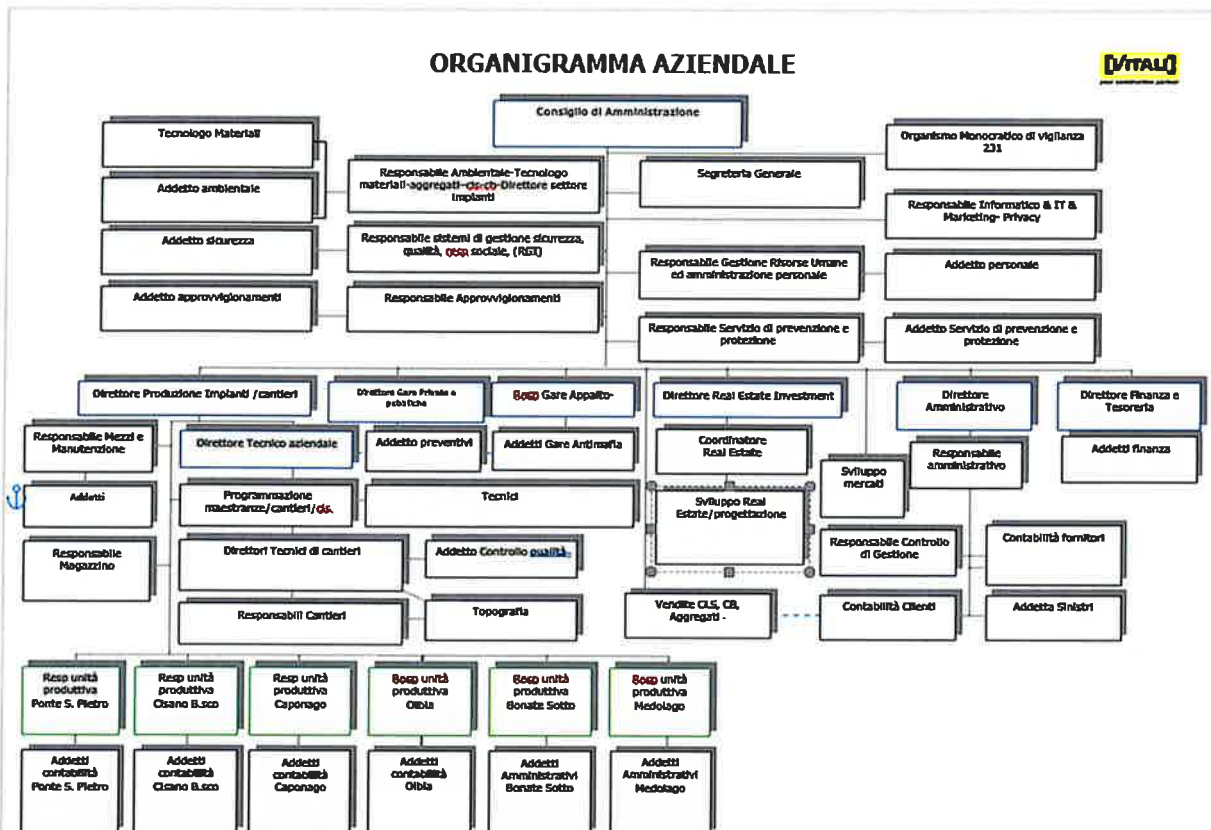 ORGANIGRAMMA AZIENDALE
[VITALI]
your construction partner
Consiglio di Amministrazione
Tecnologo Materiali
Organismo Monocratico di vigilanza
231
Responsabile Ambientale-Tecnologo
materiali-aggregati-cls-cb-Direttore settore
impianti
Segreteria Generale
Addetto ambientale
Responsabile Informatico & IT &
Marketing- Privacy
Addetto sicurezza
Responsabile sistemi di gestione sicurezza,
qualità, resp sociale, (RGI)
Responsabile Gestione Risorse Umane
ed amministrazione personale
Addetto personale
Addetto approvvigionamenti
Responsabile Approvvigionamenti
Responsabile Servizio di prevenzione e
protezione
Addetto Servizio di prevenzione e
protezione
Direttore Produzione Impianti /cantieri
Direttore Gare Private e
pubbliche
Resp Gare Appalto-
Direttore Real Estate Investment
Direttore
Amministrativo
Direttore Finanza e
Tesoreria
Responsabile Mezzi e
Manutenzione
Direttore Tecnico aziendale
Addetto preventivi
Addetti Gare Antimafia
Coordinatore
Real Estate
Sviluppo
mercati
Responsabile
amministrativo
Addetti finanza
Addetti
Programmazione
maestranze/cantieri/cls.
Tecnici
Sviluppo Real
Estate/progettazione
Responsabile
Magazzino
Direttori Tecnici di cantieri
Addetto Controllo qualità
Responsabile Controllo
di Gestione
Contabilità fornitori
Responsabili Cantieri
Topografia
Vendite CLS, CB,
Aggregati -
Contabilità Clienti
Addetta Sinistri
Resp unità
produttiva
Ponte S. Pietro
Resp unità
produttiva
Cisano B.sco
Resp unità
produttiva
Caponago
Resp unità
produttiva
Olbia
Resp unità
produttiva
Bonate Sotto
Resp unità
produttiva
Medolago
Addetti
contabilità
Ponte S. Pietro
Addetti
contabilità
Cisano B.sco
Addetti
contabilità
Caponago
Addetti
contabilità
Olbia
Addetti
Amministrativi
Bonate Sotto
Addetti
Amministrativi
Medolago